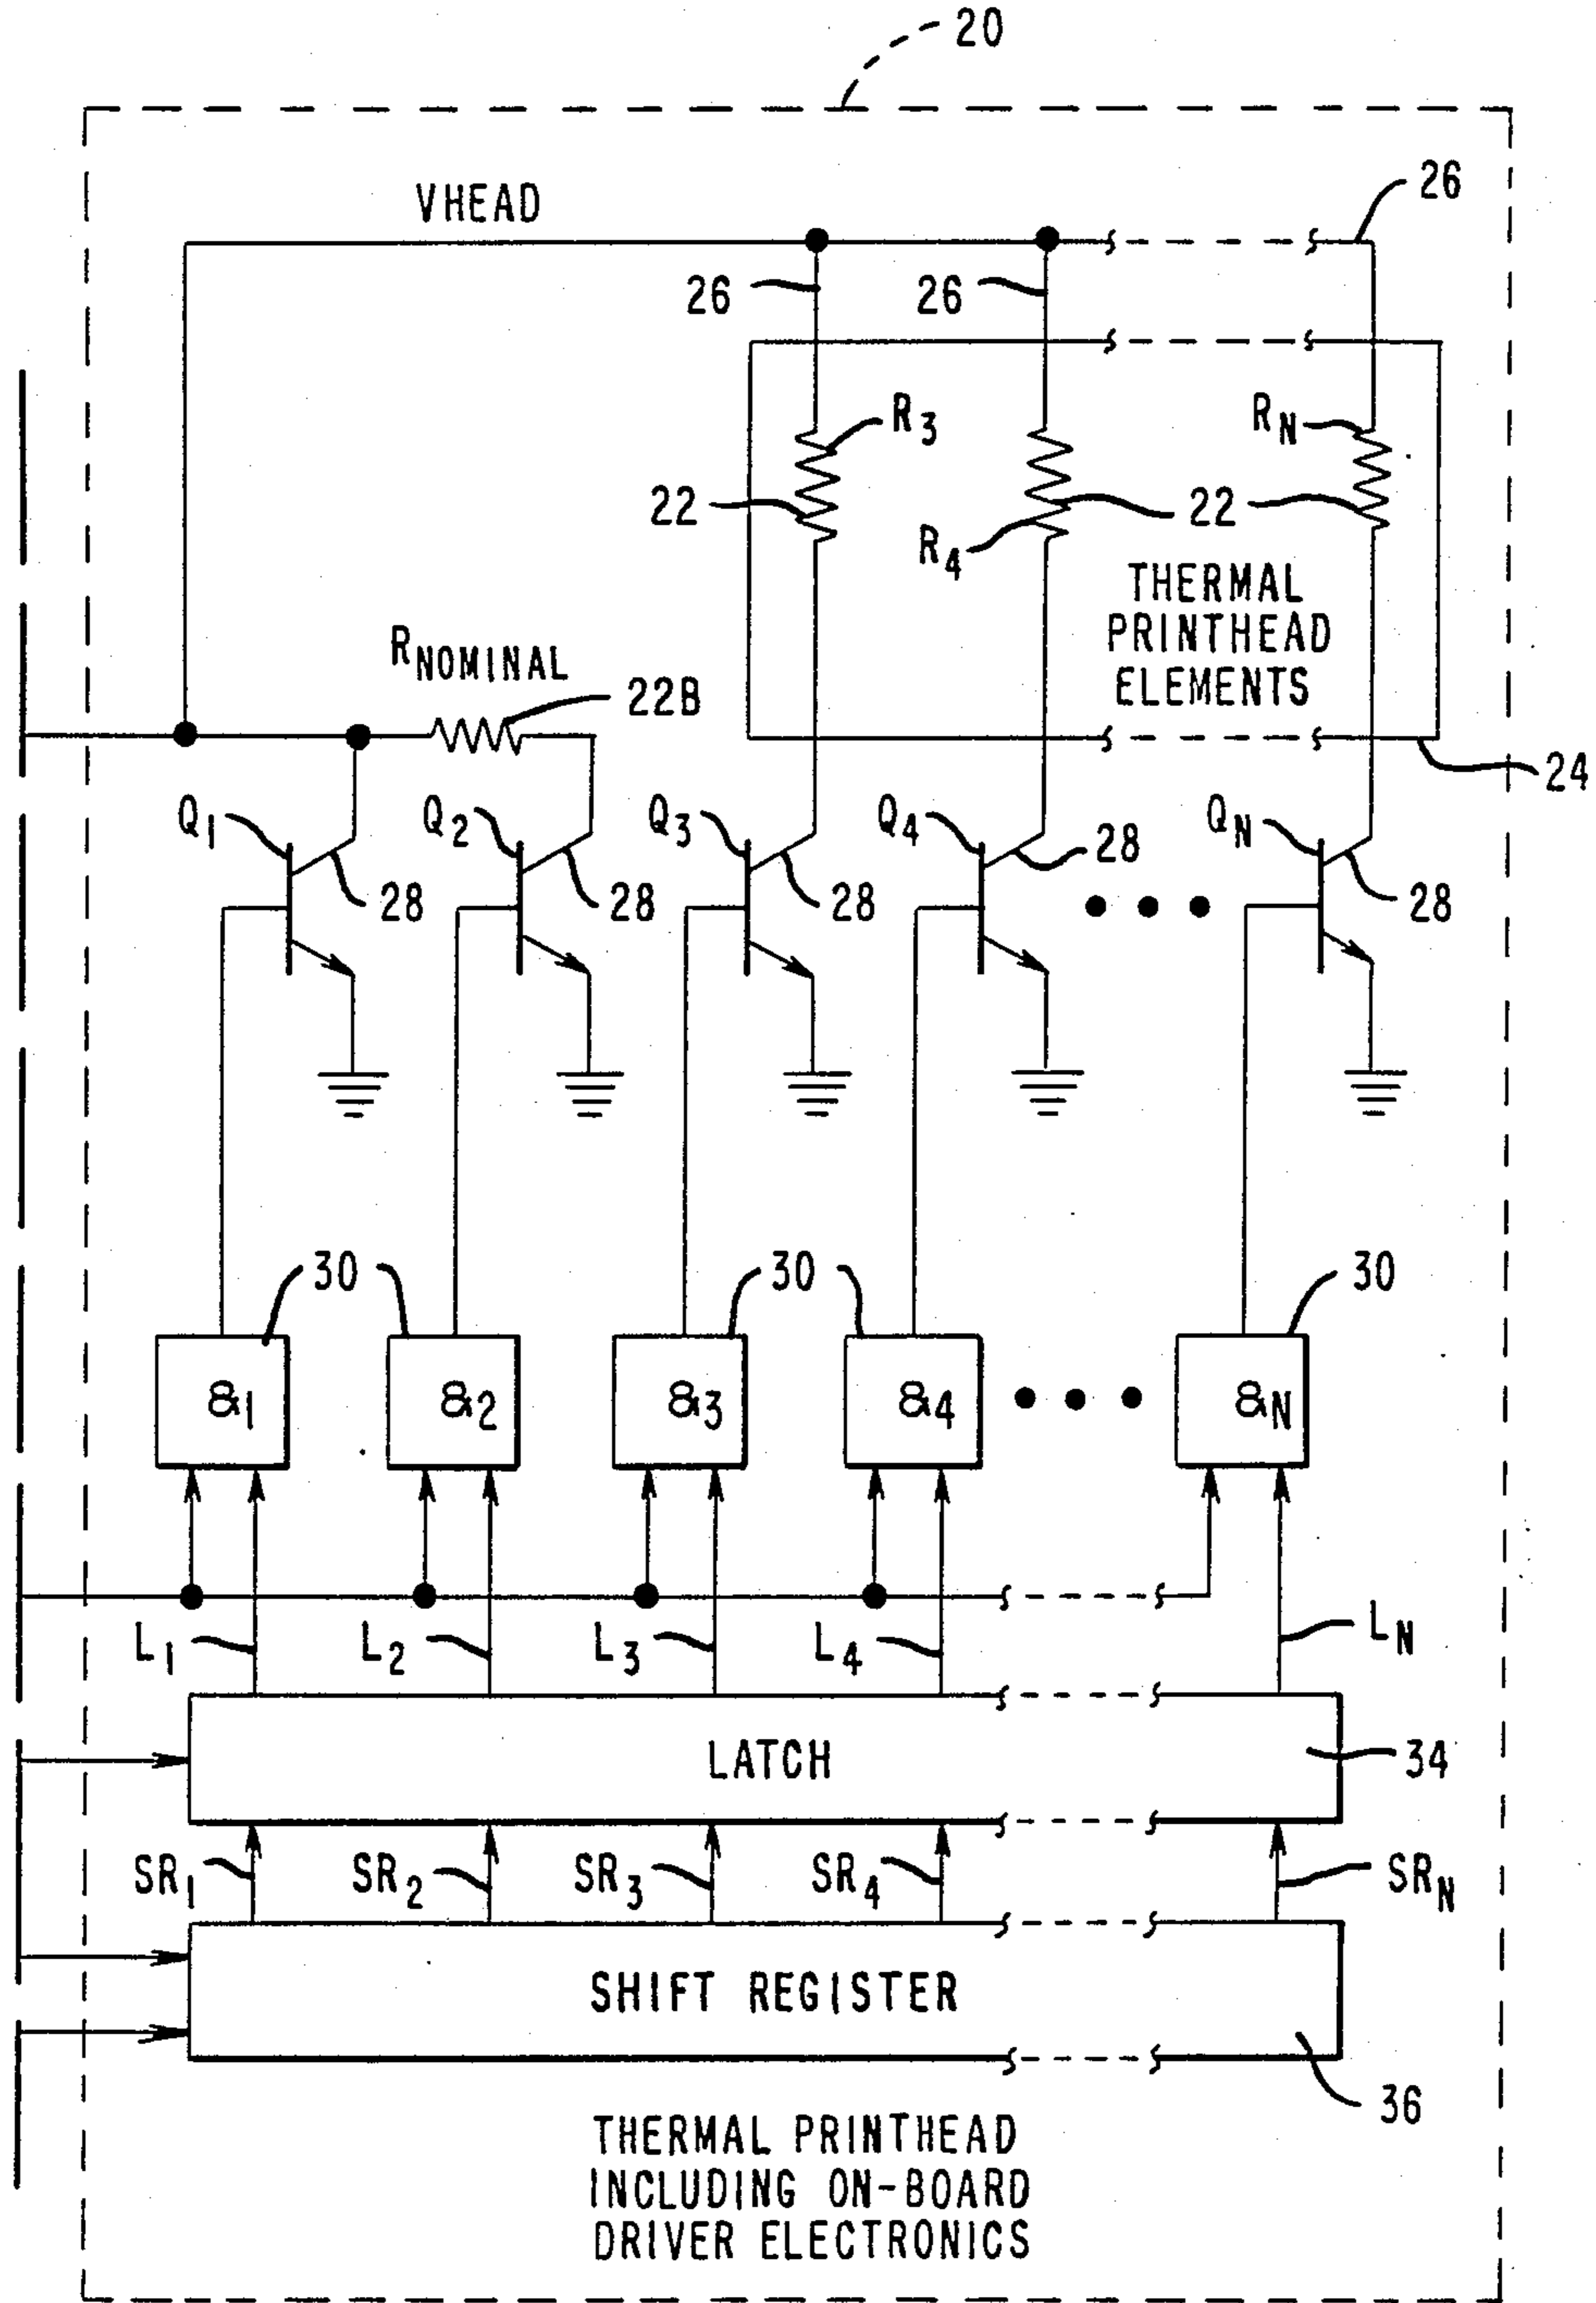 20
VHEAD
26
26
26
R3
RN
22
22
R4
THERMAL
PRINTHEAD
ELEMENTS
RNOMINAL
22B
24
Q1
Q2
Q3
Q4
QN
28
28
28
28
28
30
30
30
&1
&2
&3
&4
&N
L1
L2
L3
L4
LN
LATCH
34
SR1
SR2
SR3
SR4
SRN
SHIFT REGISTER
36
THERMAL PRINTHEAD
INCLUDING ON-BOARD
DRIVER ELECTRONICS